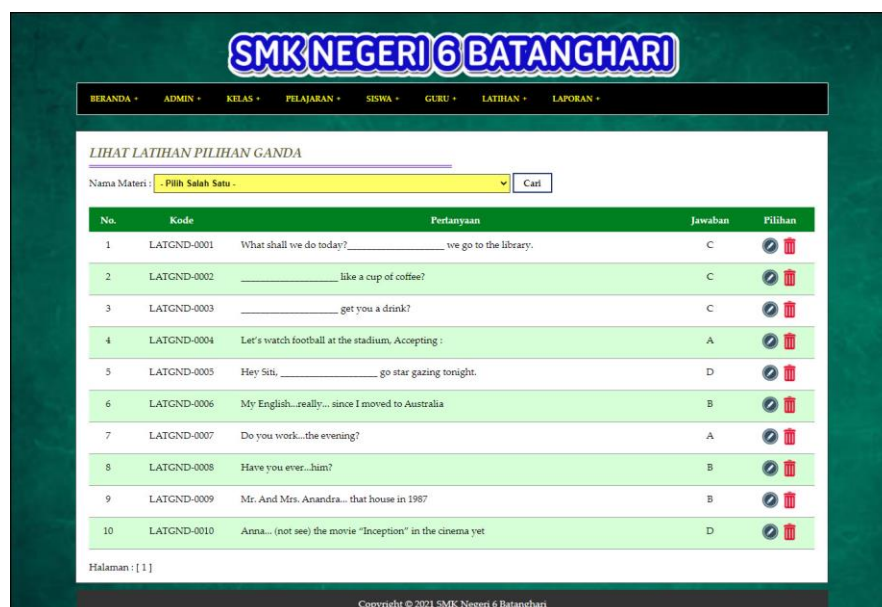 SMK NEGERI 6 BATANGHARI
BERANDA + ADMIN + KELAS + PELAJARAN + SISWA + GURU + LATIHAN + LAPORAN +
LIHAT LATIHAN PILIHAN GANDA
Nama Materi : - Pilih Salah Satu - Cari
No. Kode Pertanyaan Jawaban Pilihan
1 LATGND-0001 What shall we do today?____________________ we go to the library. C
2 LATGND-0002 ____________________ like a cup of coffee? C
3 LATGND-0003 ____________________ get you a drink? C
4 LATGND-0004 Let's watch football at the stadium, Accepting : A
5 LATGND-0005 Hey Siti, ____________________ go star gazing tonight. D
6 LATGND-0006 My English...really... since I moved to Australia B
7 LATGND-0007 Do you work...the evening? A
8 LATGND-0008 Have you ever...him? B
9 LATGND-0009 Mr. And Mrs. Anandra... that house in 1987 B
10 LATGND-0010 Anna... (not see) the movie “Inception” in the cinema yet D
Halaman : [ 1 ]
Copyright © 2021 SMK Negeri 6 Batanghari